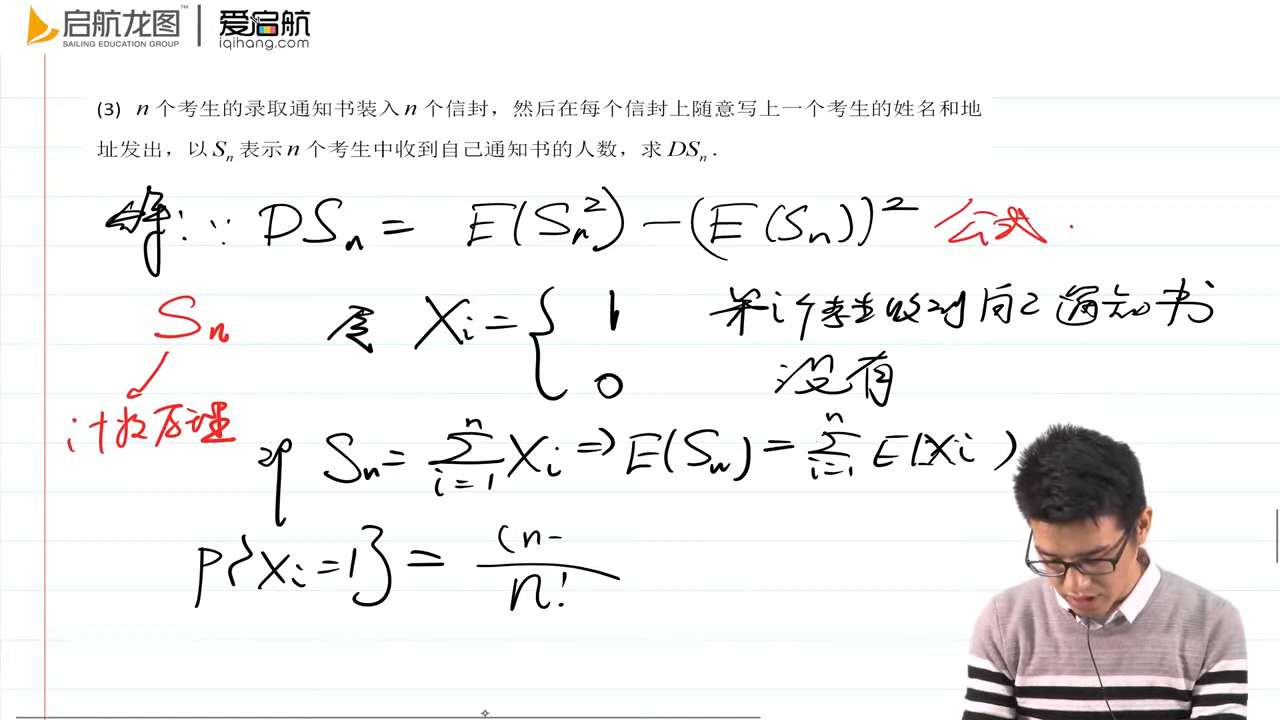 启航龙图™ | 爱启航
SAILING EDUCATION GROUP iqihang.com
(3) n 个考生的录取通知书装入 n 个信封，然后在每个信封上随意写上一个考生的姓名和地
址发出，以 Sₙ 表示 n 个考生中收到自己通知书的人数，求 DSₙ .
解：∵ DSₙ = E(Sₙ²) − (E(Sₙ))² 公式.
Sₙ 令 Xᵢ = { 1 第i个考生收到自己通知书
0 没有
计数原理
则 Sₙ = ∑ᵢ₌₁ⁿ Xᵢ ⇒ E(Sₙ) = ∑ᵢ₌₁ⁿ E(Xᵢ)
P{Xᵢ=1} = (n-
n!